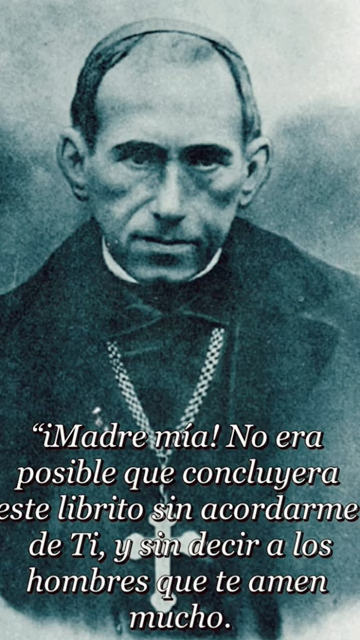 “¡Madre mía! No era
posible que concluyera
este librito sin acordarme
de Ti, y sin decir a los
hombres que te amen
mucho.